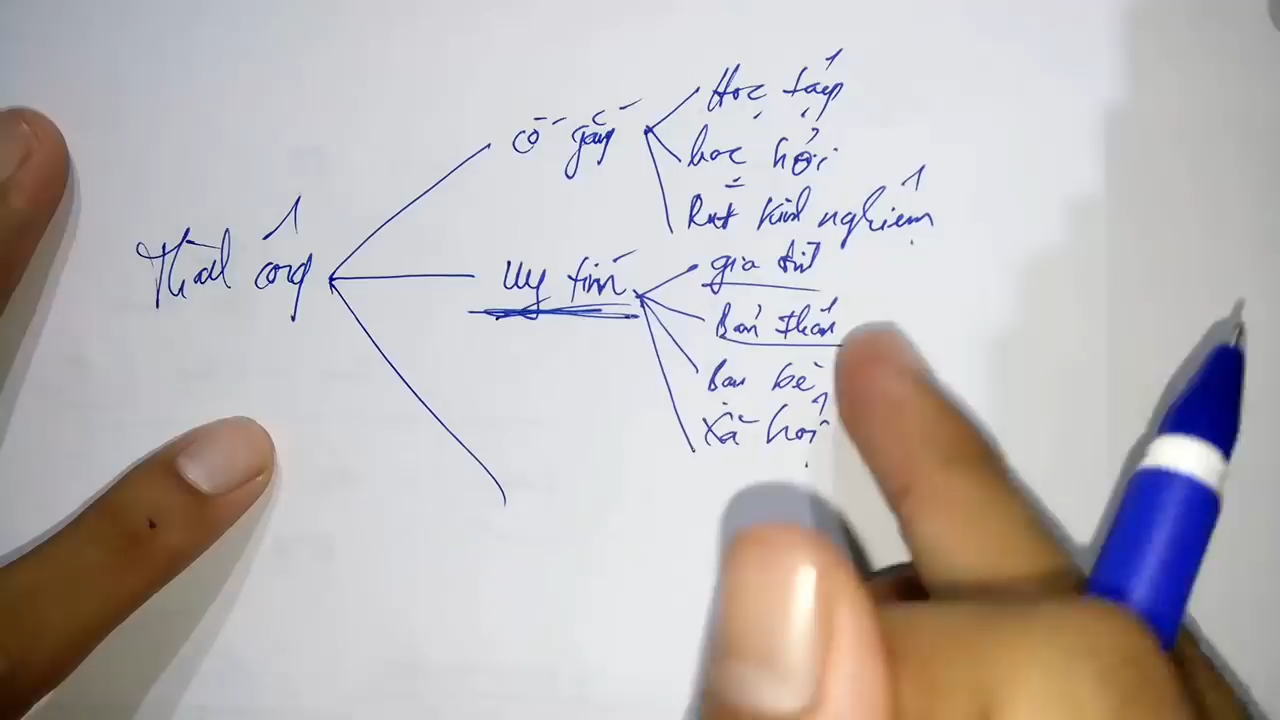 Thành công
cố gắng
Học tập
học hỏi
Rút kinh nghiệm
Uy tín
gia đình
Bản thân
Bạn bè
Xã hội